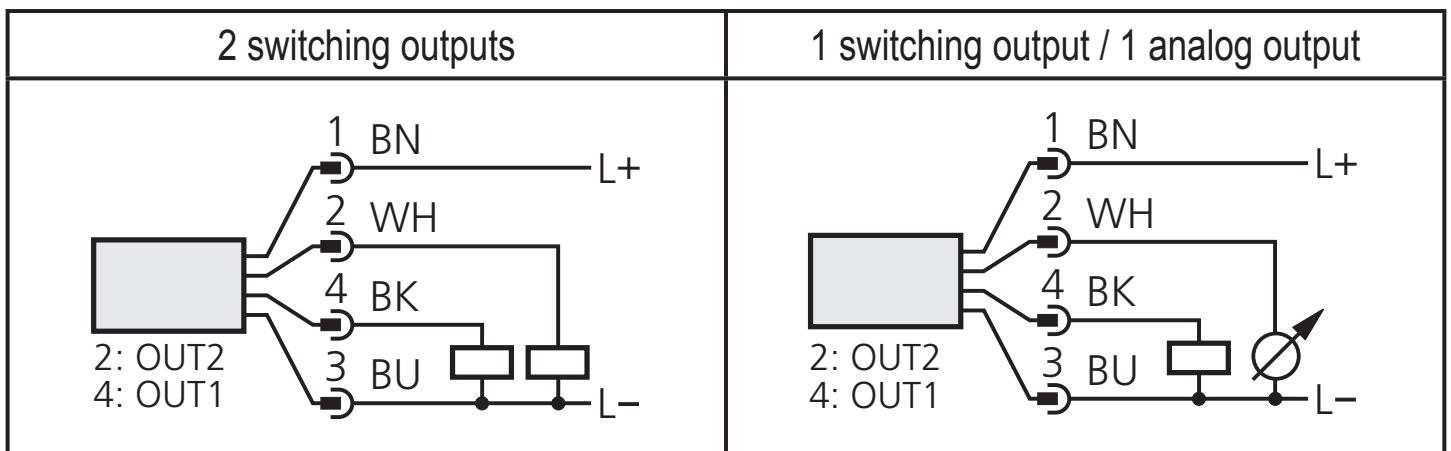 2 switching outputs
1 BN
L+
2 WH
4 BK
3 BU
L−
2: OUT2
4: OUT1
1 switching output / 1 analog output
1 BN
L+
2 WH
4 BK
3 BU
L−
2: OUT2
4: OUT1